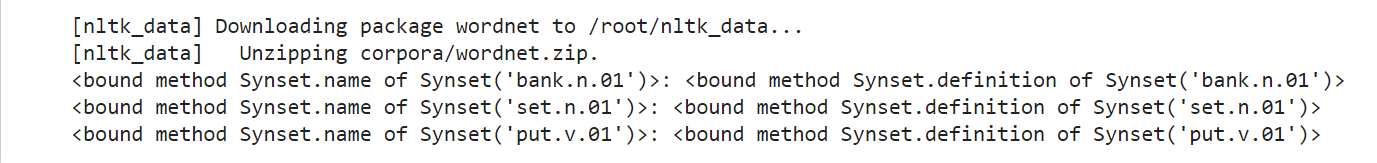 [nltk_data] Downloading package wordnet to /root/nltk_data...
[nltk_data]   Unzipping corpora/wordnet.zip.
<bound method Synset.name of Synset('bank.n.01')>: <bound method Synset.definition of Synset('bank.n.01')>
<bound method Synset.name of Synset('set.n.01')>: <bound method Synset.definition of Synset('set.n.01')>
<bound method Synset.name of Synset('put.v.01')>: <bound method Synset.definition of Synset('put.v.01')>